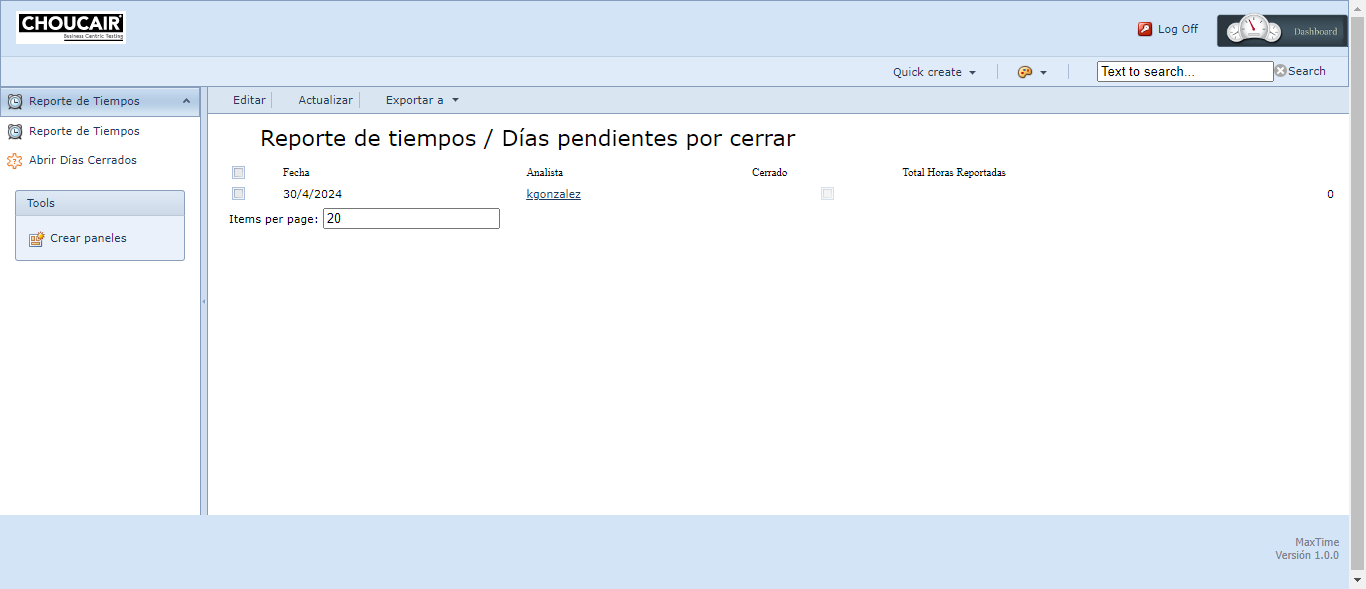 CHOUCAIR
Business Centric Testing
Log Off
Dashboard
Quick create
Text to search...
Search
Reporte de Tiempos
Reporte de Tiempos
Abrir Días Cerrados
Tools
Crear paneles
Editar Actualizar Exportar a
Reporte de tiempos / Días pendientes por cerrar
Fecha Analista Cerrado Total Horas Reportadas
30/4/2024 kgonzalez 0
Items per page: 20
MaxTime
Versión 1.0.0